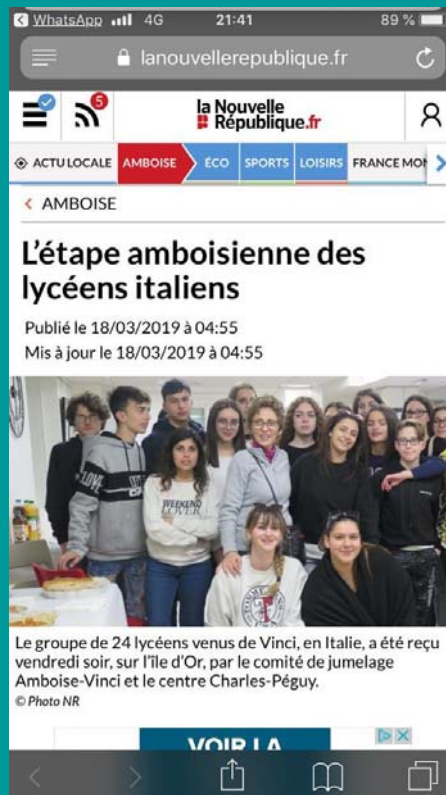 WhatsApp 4G 21:41 89 %
lanouvellerepublique.fr
5
la Nouvelle
République.fr
ACTU LOCALE AMBOISE ÉCO SPORTS LOISIRS FRANCE MON
< AMBOISE
L'étape amboisienne des
lycéens italiens
Publié le 18/03/2019 à 04:55
Mis à jour le 18/03/2019 à 04:55
LOVE
WEEKEND
LOVER
Le groupe de 24 lycéens venus de Vinci, en Italie, a été reçu
vendredi soir, sur l'île d'Or, par le comité de jumelage
Amboise-Vinci et le centre Charles-Péguy.
© Photo NR
VOIR LA